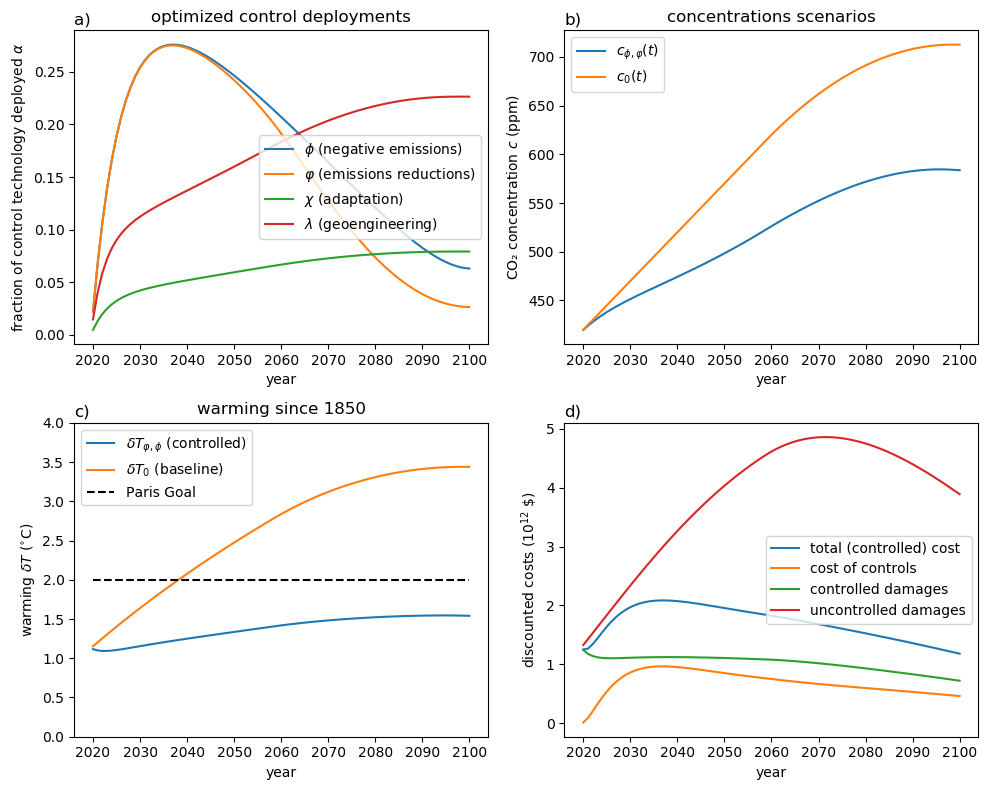 a)
optimized control deployments
fraction of control technology deployed α
0.25
0.20
0.15
0.10
0.05
0.00
ϕ (negative emissions)
φ (emissions reductions)
χ (adaptation)
λ (geoengineering)
2020 2030 2040 2050 2060 2070 2080 2090 2100
year
b)
concentrations scenarios
CO₂ concentration c (ppm)
700
650
600
550
500
450
c_{ϕ,φ}(t)
c₀(t)
2020 2030 2040 2050 2060 2070 2080 2090 2100
year
c)
warming since 1850
warming δT (°C)
4.0
3.5
3.0
2.5
2.0
1.5
1.0
0.5
0.0
δT_{φ,ϕ} (controlled)
δT₀ (baseline)
Paris Goal
2020 2030 2040 2050 2060 2070 2080 2090 2100
year
d)
discounted costs (10¹² $)
5
4
3
2
1
0
total (controlled) cost
cost of controls
controlled damages
uncontrolled damages
2020 2030 2040 2050 2060 2070 2080 2090 2100
year